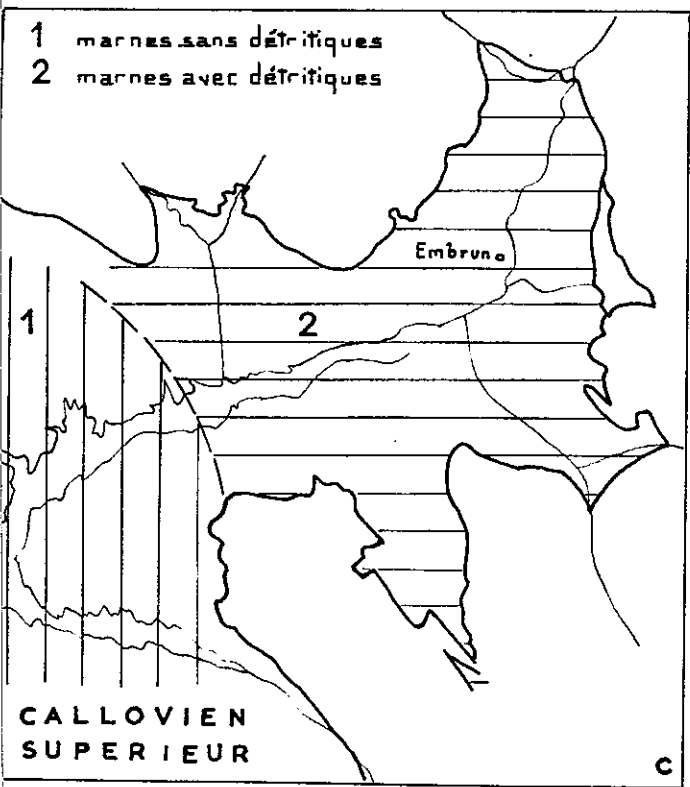 1 marnes sans détritiques
2 marnes avec détritiques
Embrun
1
2
CALLOVIEN
SUPERIEUR
C